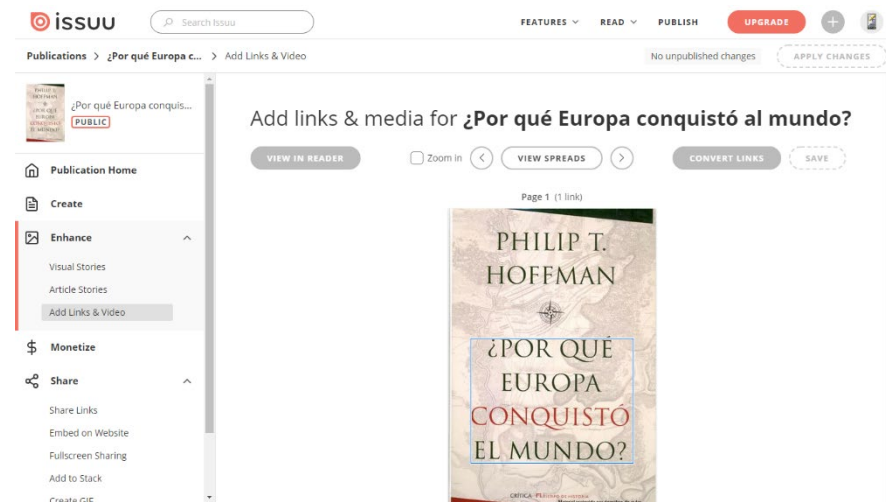 issuu
Search Issuu
FEATURES
READ
PUBLISH
UPGRADE
Publications > ¿Por qué Europa c... > Add Links & Video
No unpublished changes
APPLY CHANGES
¿Por qué Europa conquis...
PUBLIC
Publication Home
Create
Enhance
Visual Stories
Article Stories
Add Links & Video
Monetize
Share
Share Links
Embed on Website
Fullscreen Sharing
Add to Stack
Create GIF
Add links & media for ¿Por qué Europa conquistó al mundo?
VIEW IN READER
Zoom in
VIEW SPREADS
CONVERT LINKS
SAVE
Page 1 (1 link)
PHILIP T.
HOFFMAN
¿POR QUÉ
EUROPA
CONQUISTÓ
EL MUNDO?
CRÍTICA